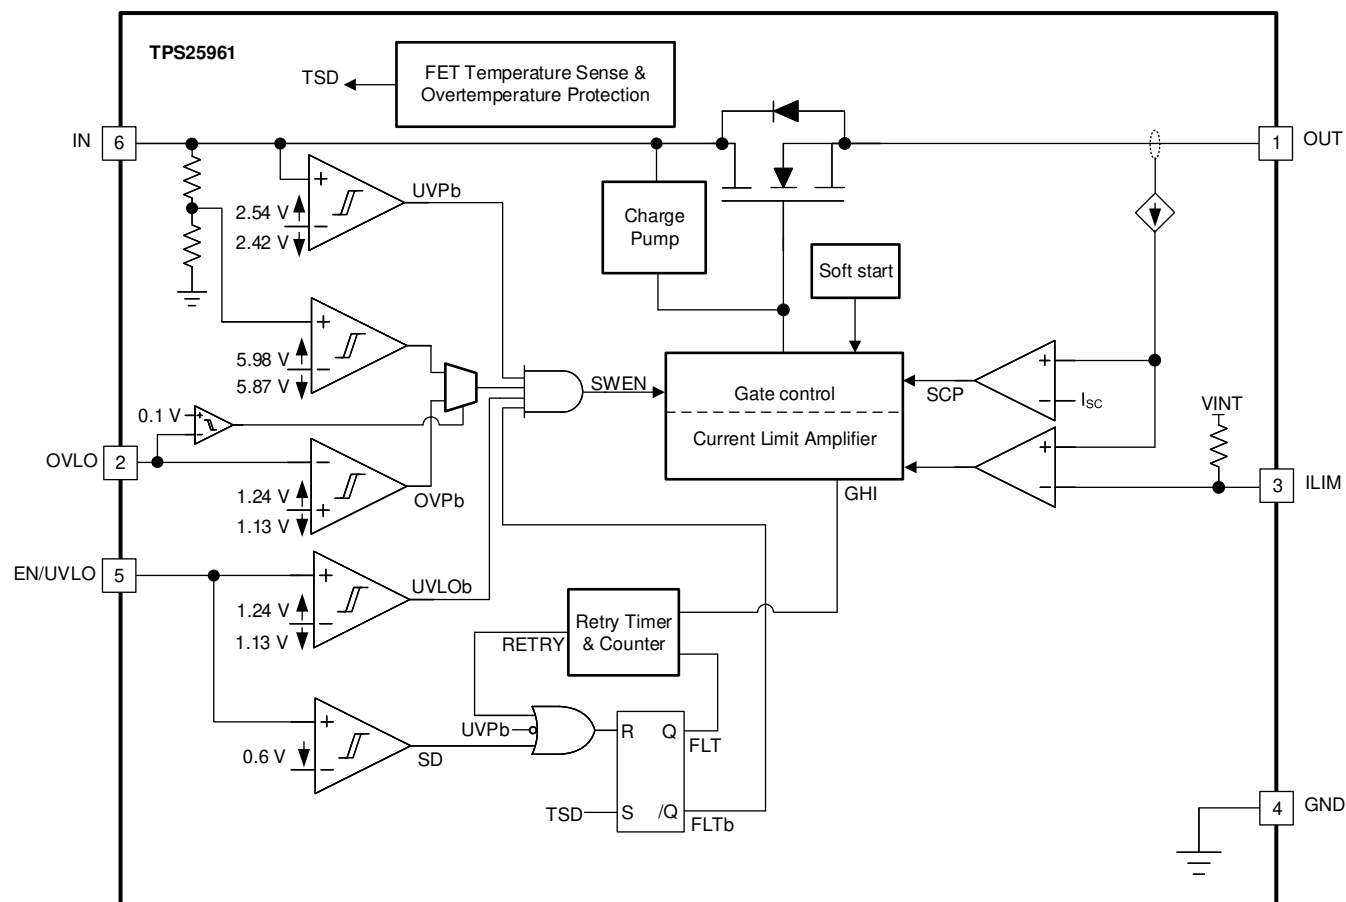 TPS25961
TSD
FET Temperature Sense &
Overtemperature Protection
IN
6
1
OUT
+
UVPb
2.54 V
−
2.42 V
Charge
Pump
Soft start
+
5.98 V
−
5.87 V
SWEN
Gate control
SCP
+
−
I_SC
0.1 V
+
−
Current Limit Amplifier
VINT
OVLO
2
−
1.24 V
+
1.13 V
OVPb
+
−
3
ILIM
GHI
EN/UVLO
5
+
UVLOb
1.24 V
−
1.13 V
Retry Timer
& Counter
RETRY
+
UVPb
0.6 V
−
SD
R
Q
FLT
TSD
S
/Q
FLTb
4
GND